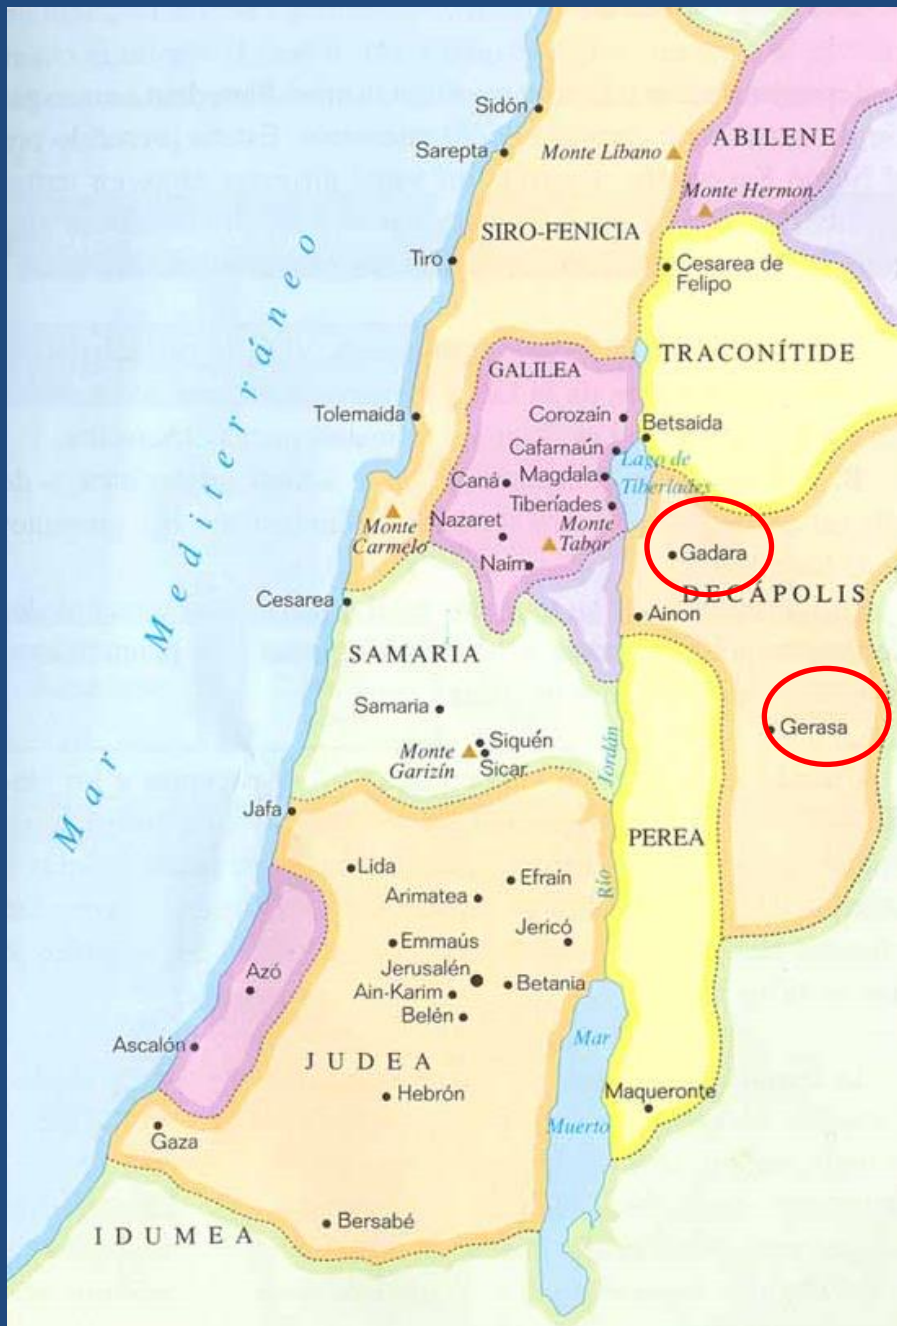 Sidón
ABILENE
Sarepta
Monte Líbano
Monte Hermon
SIRO-FENICIA
Tiro
Cesarea de
Felipo
TRACONÍTIDE
GALILEA
Tolemaida
Corozaín
Betsaida
Cafarnaún
Lago de
Tiberíades
Magdala
Caná
Tiberíades
Nazaret
Monte
Tabor
Monte
Carmelo
Naím
Gadara
DECÁPOLIS
Cesarea
Ainon
SAMARIA
Samaria
Siquén
Sicar
Monte
Garizín
Gerasa
Mar Mediterráneo
Río Jordán
Jafa
PEREA
Lida
Efraín
Arimatea
Jericó
Emmaús
Jerusalén
Betania
Ain-Karim
Belén
Azó
Ascalón
JUDEA
Mar
Muerto
Hebrón
Maqueronte
Gaza
Bersabé
IDUMEA